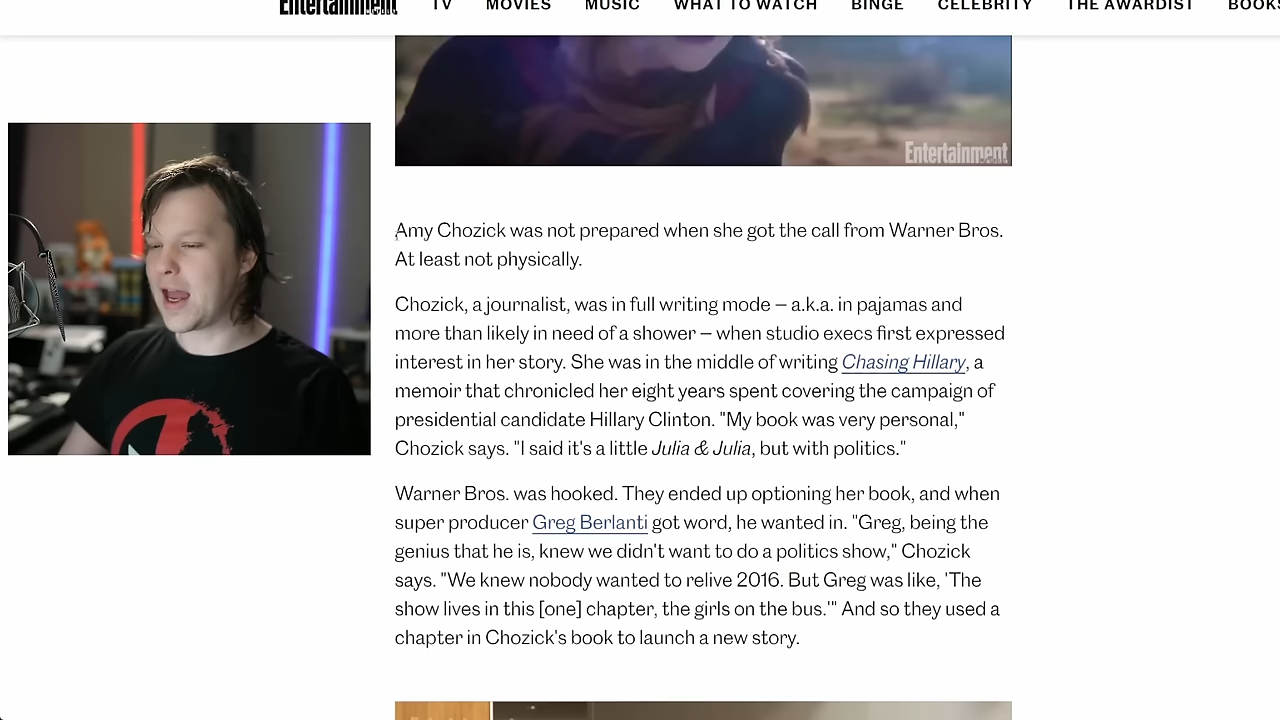 Entertainment
TV MOVIES MUSIC WHAT TO WATCH BINGE CELEBRITY THE AWARDIST BOOKS
Entertainment
Amy Chozick was not prepared when she got the call from Warner Bros.
At least not physically.
Chozick, a journalist, was in full writing mode — a.k.a. in pajamas and
more than likely in need of a shower — when studio execs first expressed
interest in her story. She was in the middle of writing Chasing Hillary, a
memoir that chronicled her eight years spent covering the campaign of
presidential candidate Hillary Clinton. "My book was very personal,"
Chozick says. "I said it's a little Julia & Julia, but with politics."
Warner Bros. was hooked. They ended up optioning her book, and when
super producer Greg Berlanti got word, he wanted in. "Greg, being the
genius that he is, knew we didn't want to do a politics show," Chozick
says. "We knew nobody wanted to relive 2016. But Greg was like, 'The
show lives in this [one] chapter, the girls on the bus.'" And so they used a
chapter in Chozick's book to launch a new story.